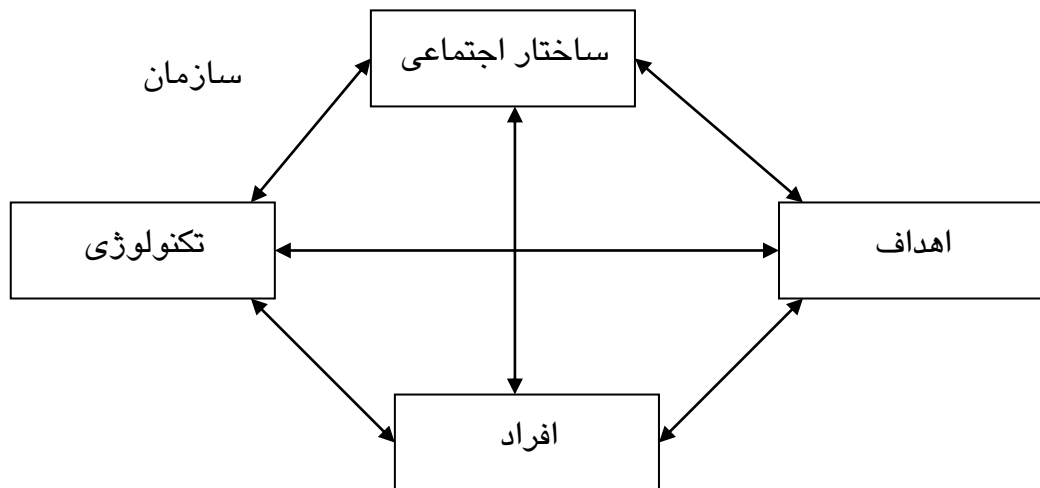 ساختار اجتماعی
سازمان
اهداف
تکنولوژی
افراد